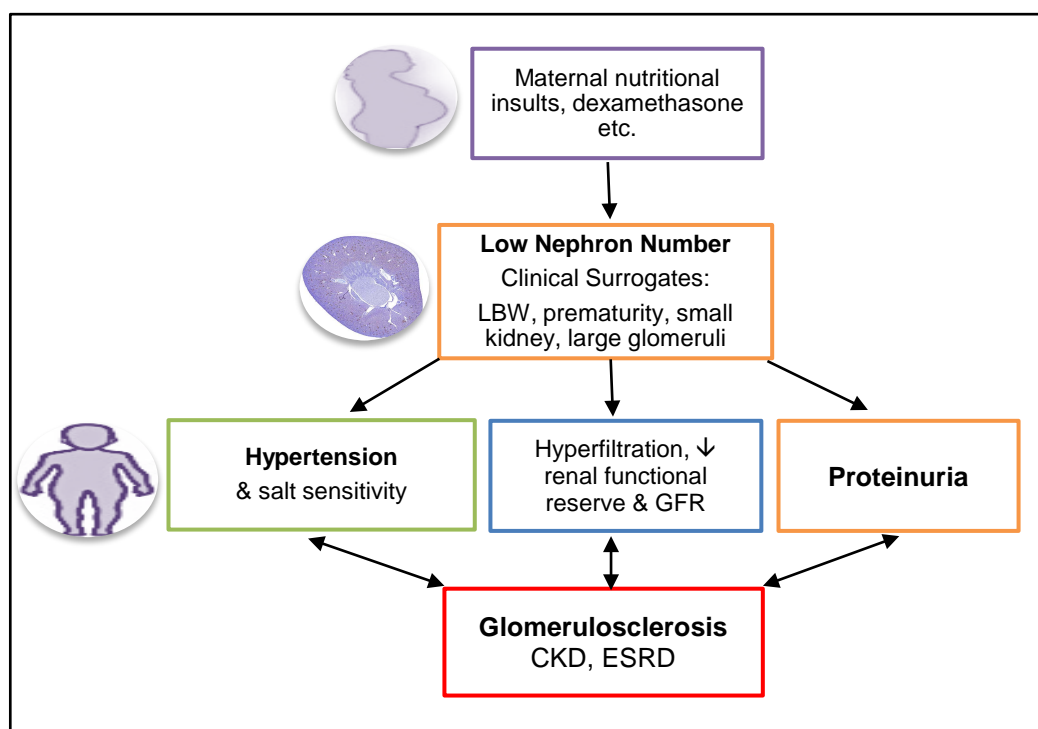 Maternal nutritional
insults, dexamethasone
etc.
Low Nephron Number
Clinical Surrogates:
LBW, prematurity, small
kidney, large glomeruli
Hypertension
& salt sensitivity
Hyperfiltration, ↓
renal functional
reserve & GFR
Proteinuria
Glomerulosclerosis
CKD, ESRD